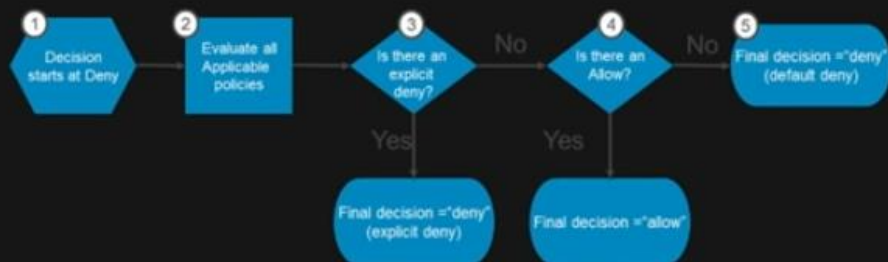 1
Decision
starts at Deny
2
Evaluate all
Applicable
policies
3
Is there an
explicit
deny?
No
4
Is there an
Allow?
No
5
Final decision ="deny"
(default deny)
Yes
Final decision ="deny"
(explicit deny)
Yes
Final decision ="allow"